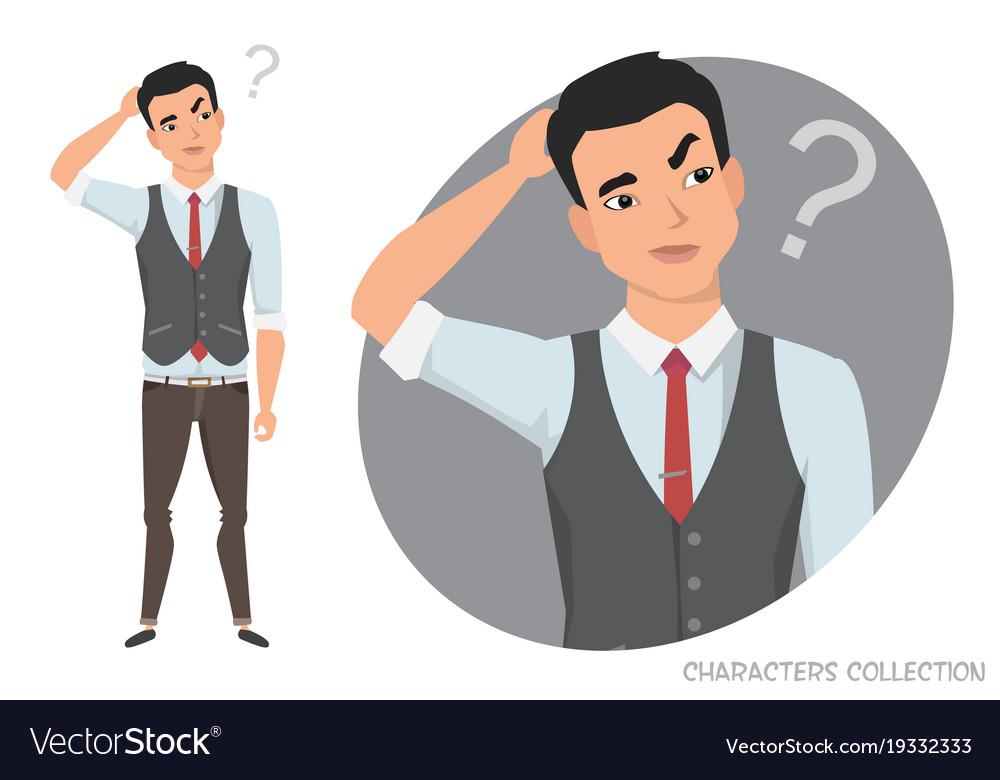 ?
?
CHARACTERS COLLECTION
VectorStock®
VectorStock.com/19332333